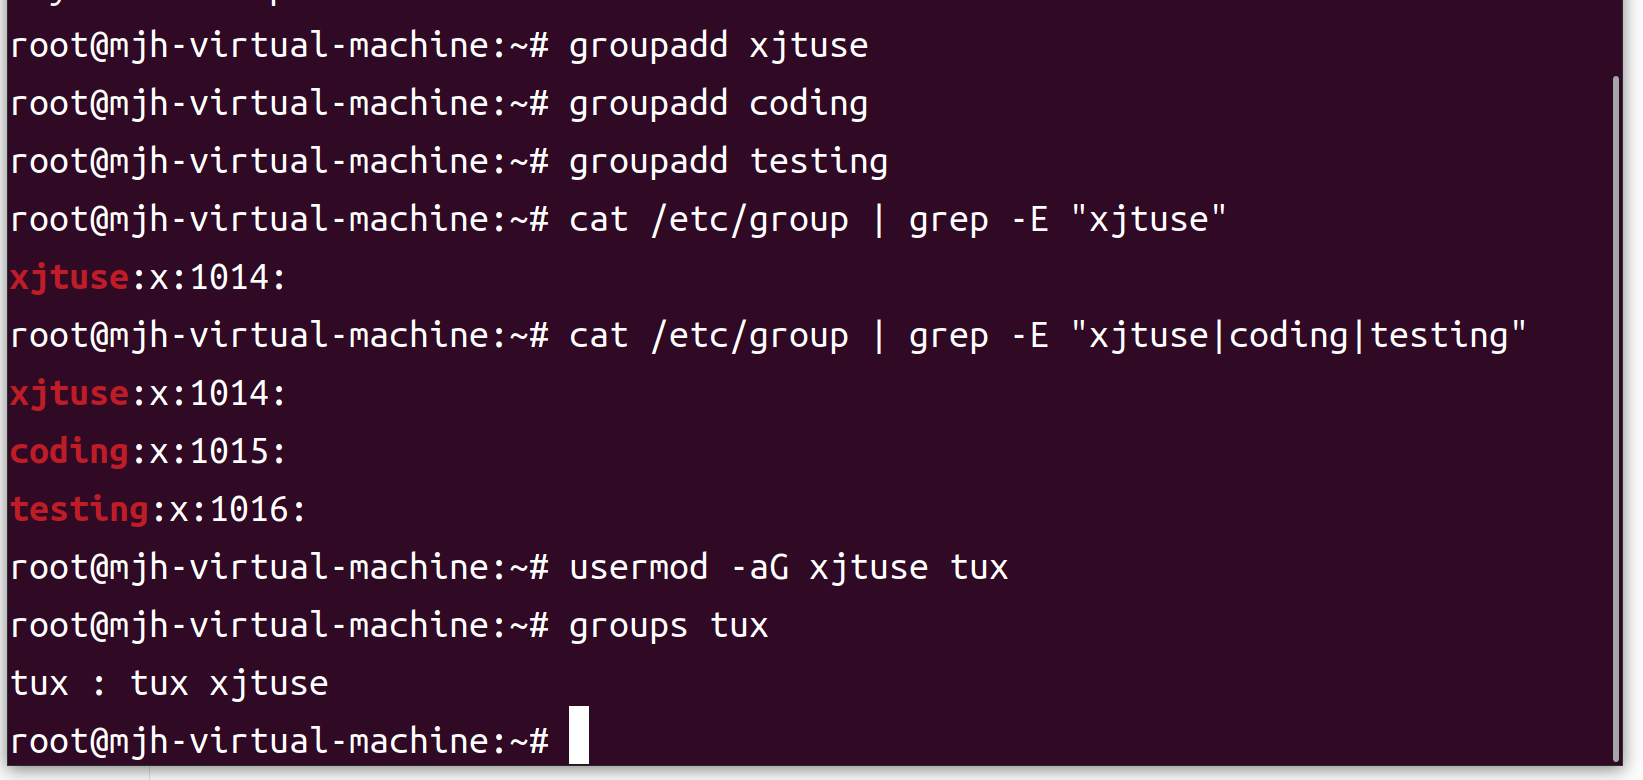 root@mjh-virtual-machine:~# groupadd xjtuse
root@mjh-virtual-machine:~# groupadd coding
root@mjh-virtual-machine:~# groupadd testing
root@mjh-virtual-machine:~# cat /etc/group | grep -E "xjtuse"
xjtuse:x:1014:
root@mjh-virtual-machine:~# cat /etc/group | grep -E "xjtuse|coding|testing"
xjtuse:x:1014:
coding:x:1015:
testing:x:1016:
root@mjh-virtual-machine:~# usermod -aG xjtuse tux
root@mjh-virtual-machine:~# groups tux
tux : tux xjtuse
root@mjh-virtual-machine:~#